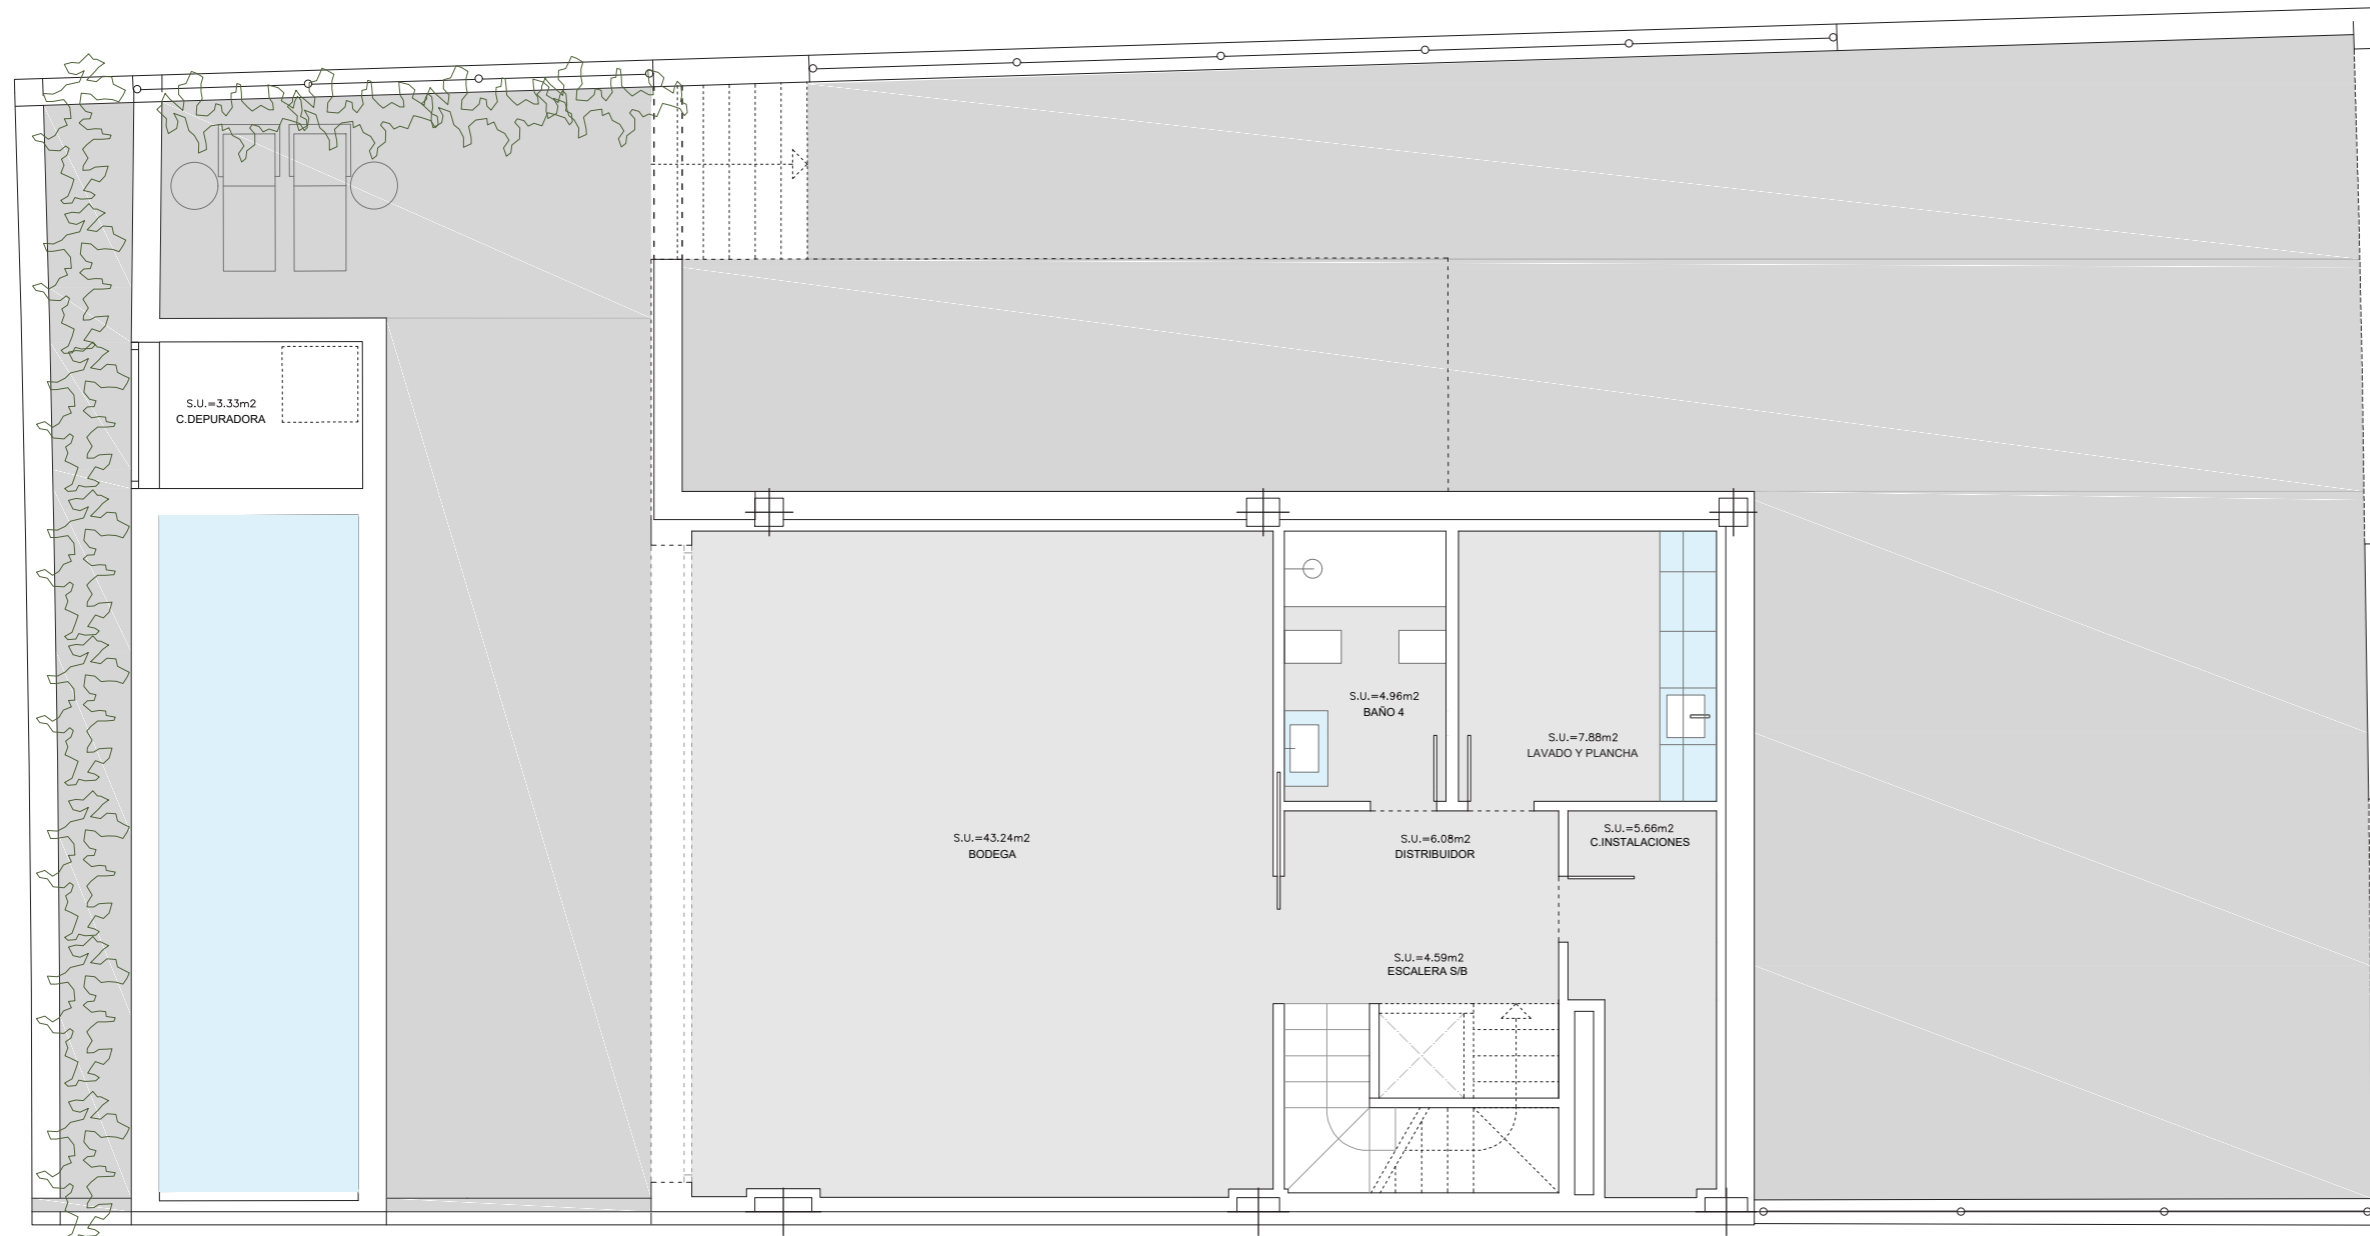 S.U.=3.33m2
C.DEPURADORA
S.U.=4.96m2
BAÑO 4
S.U.=7.88m2
LAVADO Y PLANCHA
S.U.=43.24m2
BODEGA
S.U.=6.08m2
DISTRIBUIDOR
S.U.=5.66m2
C.INSTALACIONES
S.U.=4.59m2
ESCALERA S/B